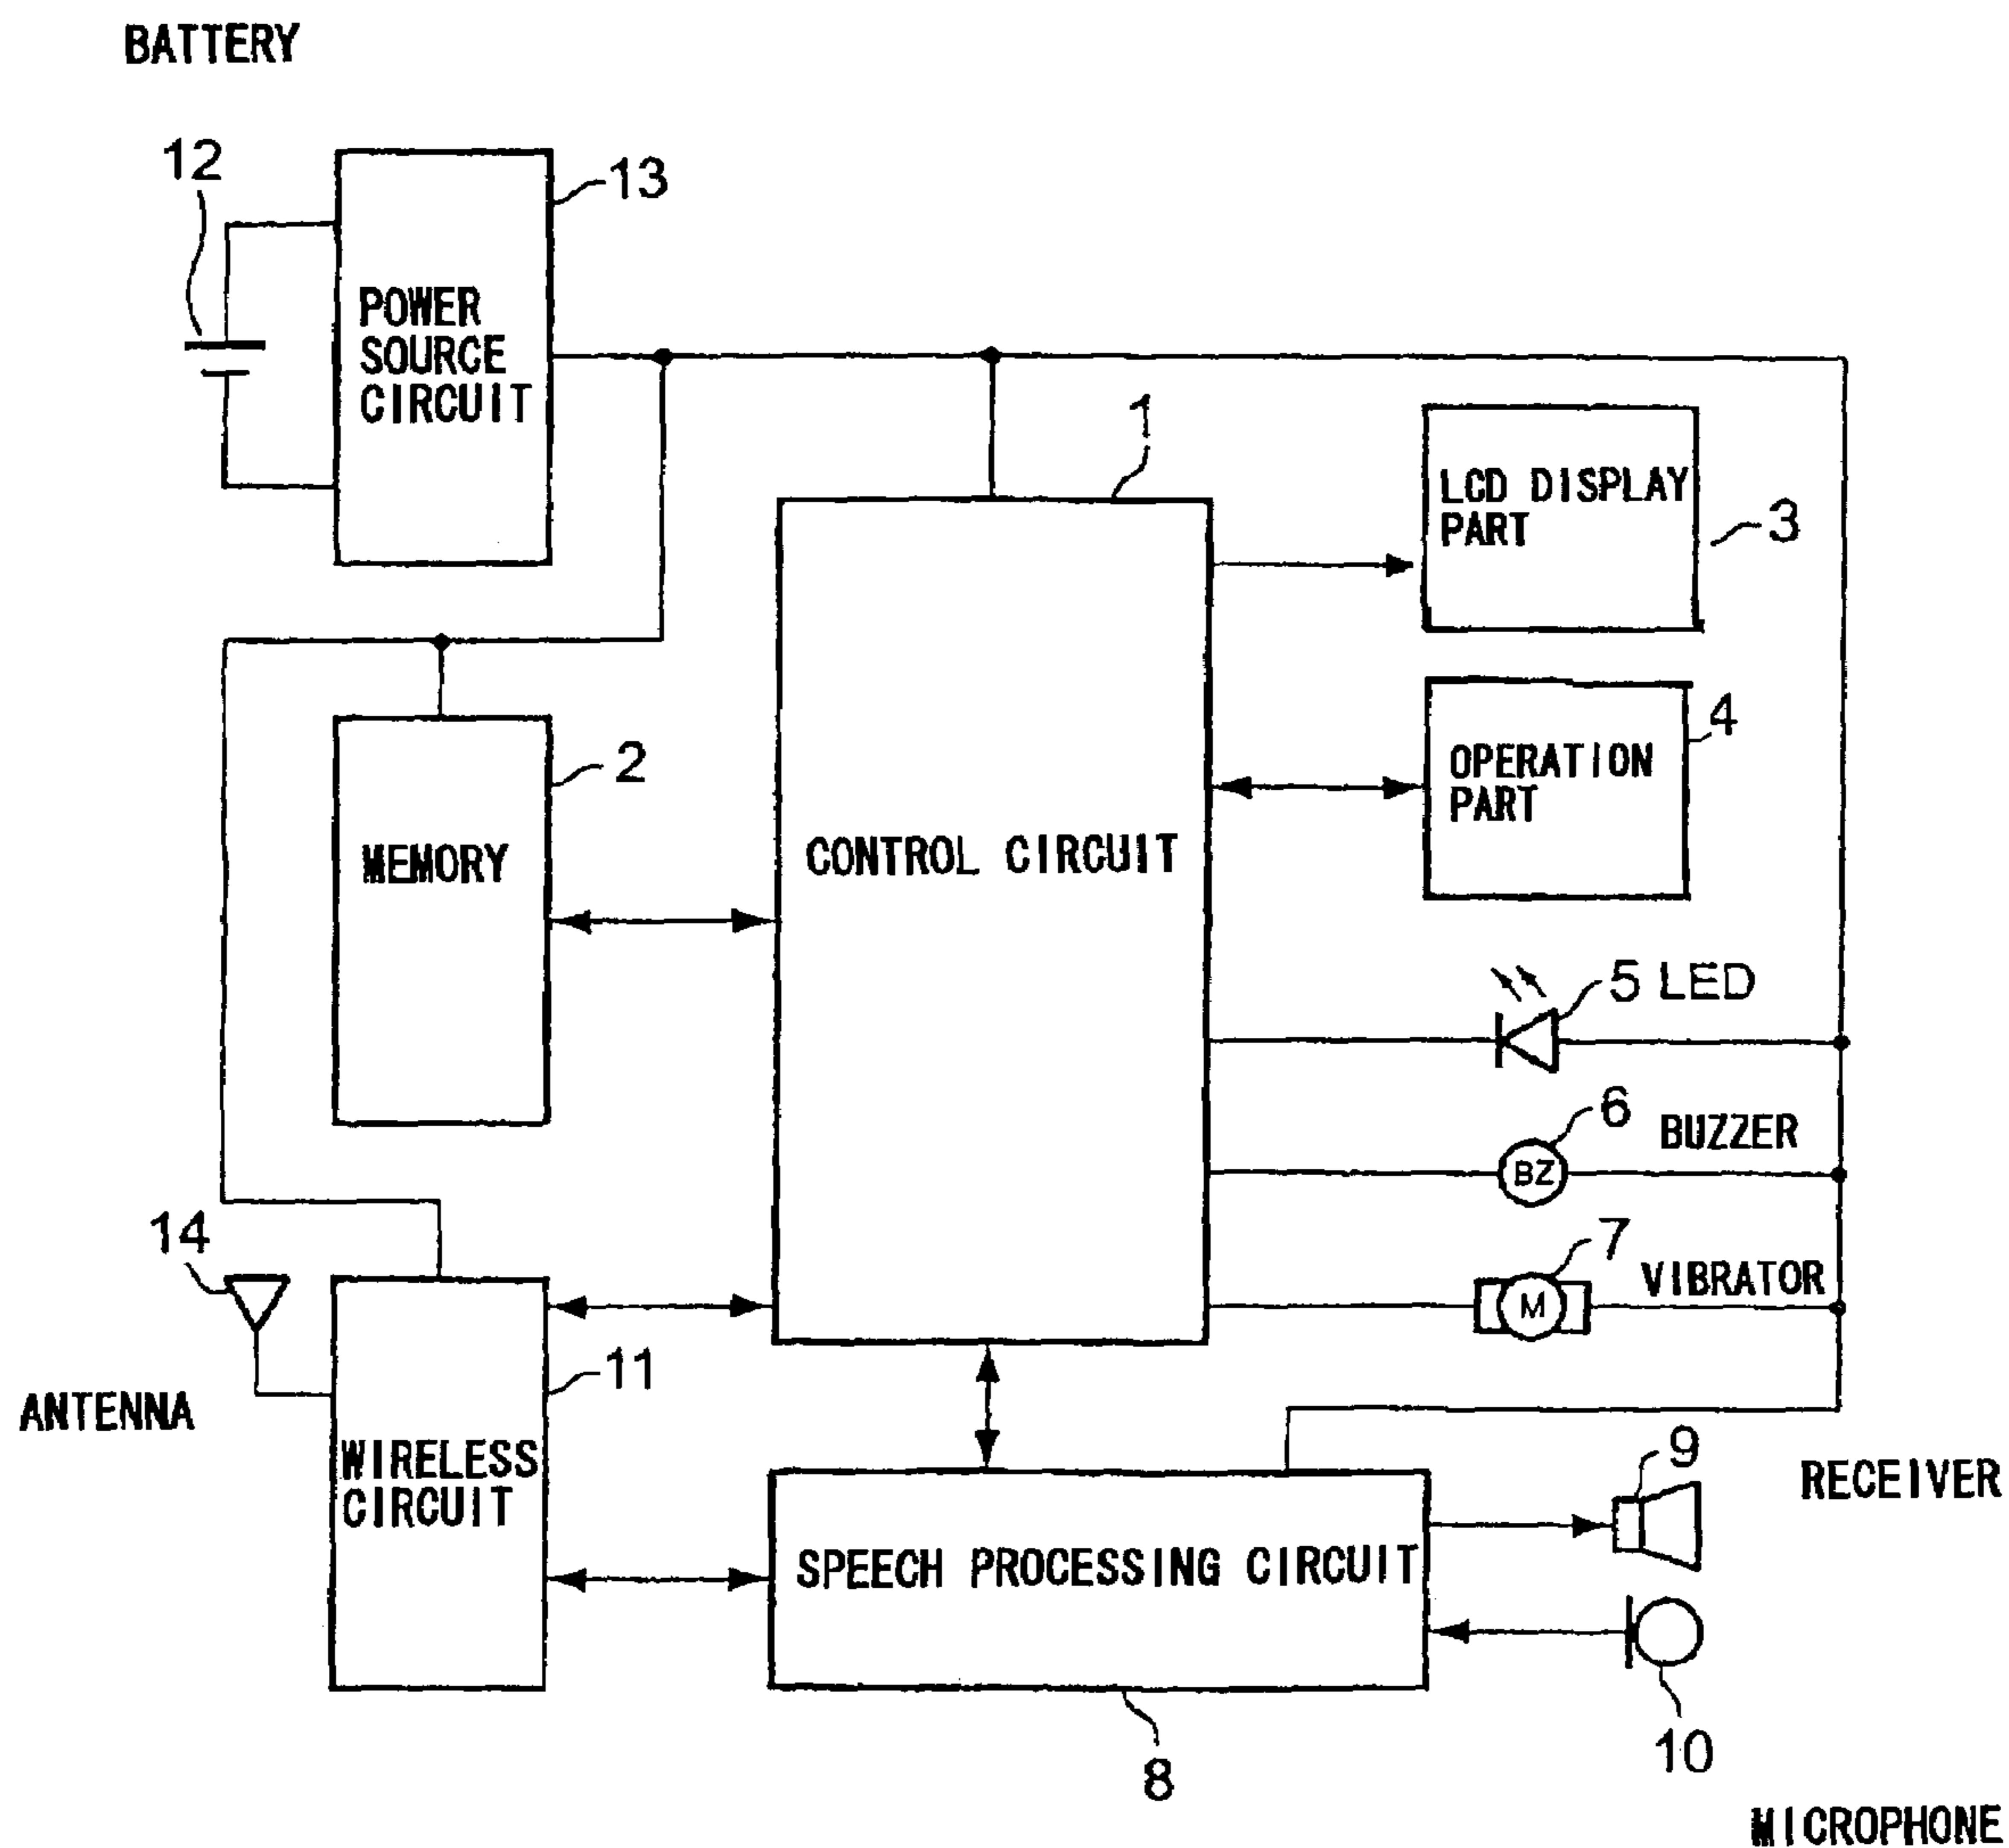 BATTERY
12
13
POWER
SOURCE
CIRCUIT
1
LCD DISPLAY
PART
3
4
OPERATION
PART
2
MEMORY
CONTROL CIRCUIT
5 LED
6
BUZZER
BZ
7
VIBRATOR
M
14
11
ANTENNA
WIRELESS
CIRCUIT
9
RECEIVER
SPEECH PROCESSING CIRCUIT
8
10
MICROPHONE